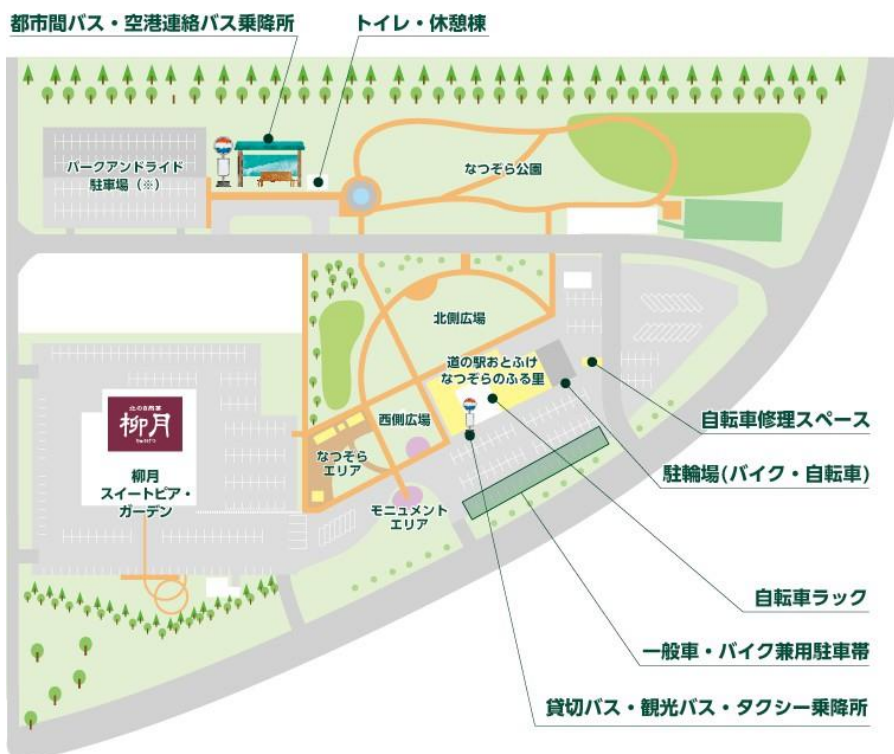 都市間バス・空港連絡バス乗降所
トイレ・休憩棟
パークアンドライド
駐車場（※）
なつぞら公園
北側広場
道の駅おとふけ
なつぞらのふる里
西側広場
なつぞら
エリア
モニュメント
エリア
柳月
柳月
スイートピア・
ガーデン
自転車修理スペース
駐輪場(バイク・自転車)
自転車ラック
一般車・バイク兼用駐車帯
貸切バス・観光バス・タクシー乗降所